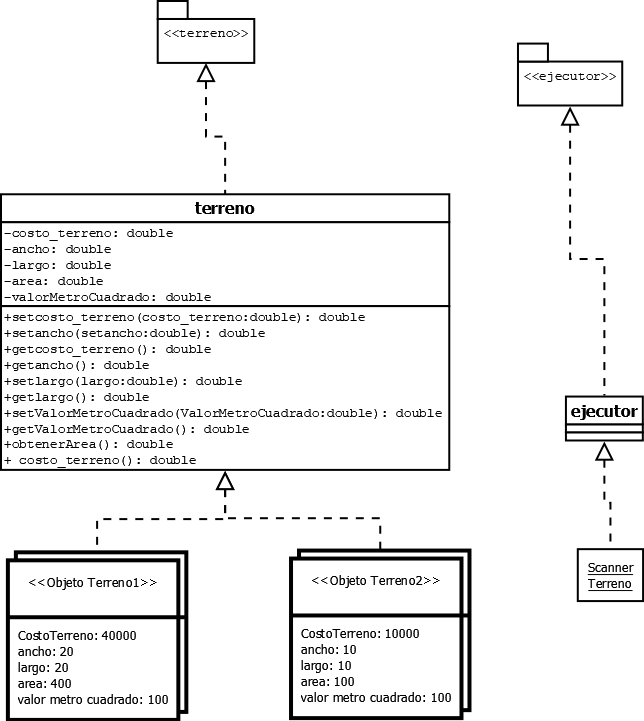 <<terreno>>
<<ejecutor>>
terreno
-costo_terreno: double
-ancho: double
-largo: double
-area: double
-valorMetroCuadrado: double
+setcosto_terreno(costo_terreno:double): double
+setancho(setancho:double): double
+getcosto_terreno(): double
+getancho(): double
+setlargo(largo:double): double
+getlargo(): double
+setValorMetroCuadrado(ValorMetroCuadrado:double): double
+getValorMetroCuadrado(): double
+obtenerArea(): double
+ costo_terreno(): double
ejecutor
Scanner
Terreno
<<Objeto Terreno1>>
CostoTerreno: 40000
ancho: 20
largo: 20
area: 400
valor metro cuadrado: 100
<<Objeto Terreno2>>
CostoTerreno: 10000
ancho: 10
largo: 10
area: 100
valor metro cuadrado: 100